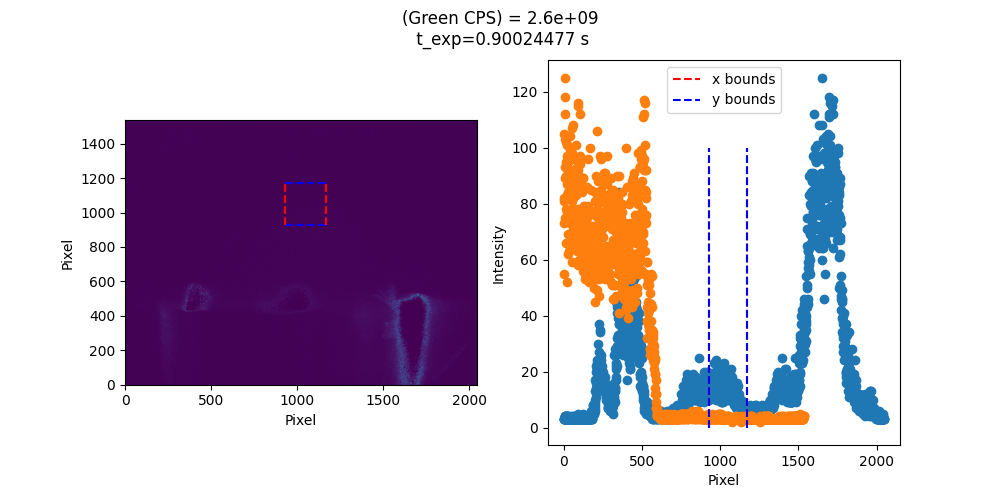 (Green CPS) = 2.6e+09
t_exp=0.90024477 s
1400
1200
1000
800
600
400
200
0
Pixel
0 500 1000 1500 2000
Pixel
120
100
80
60
40
20
0
Intensity
x bounds
y bounds
0 500 1000 1500 2000
Pixel